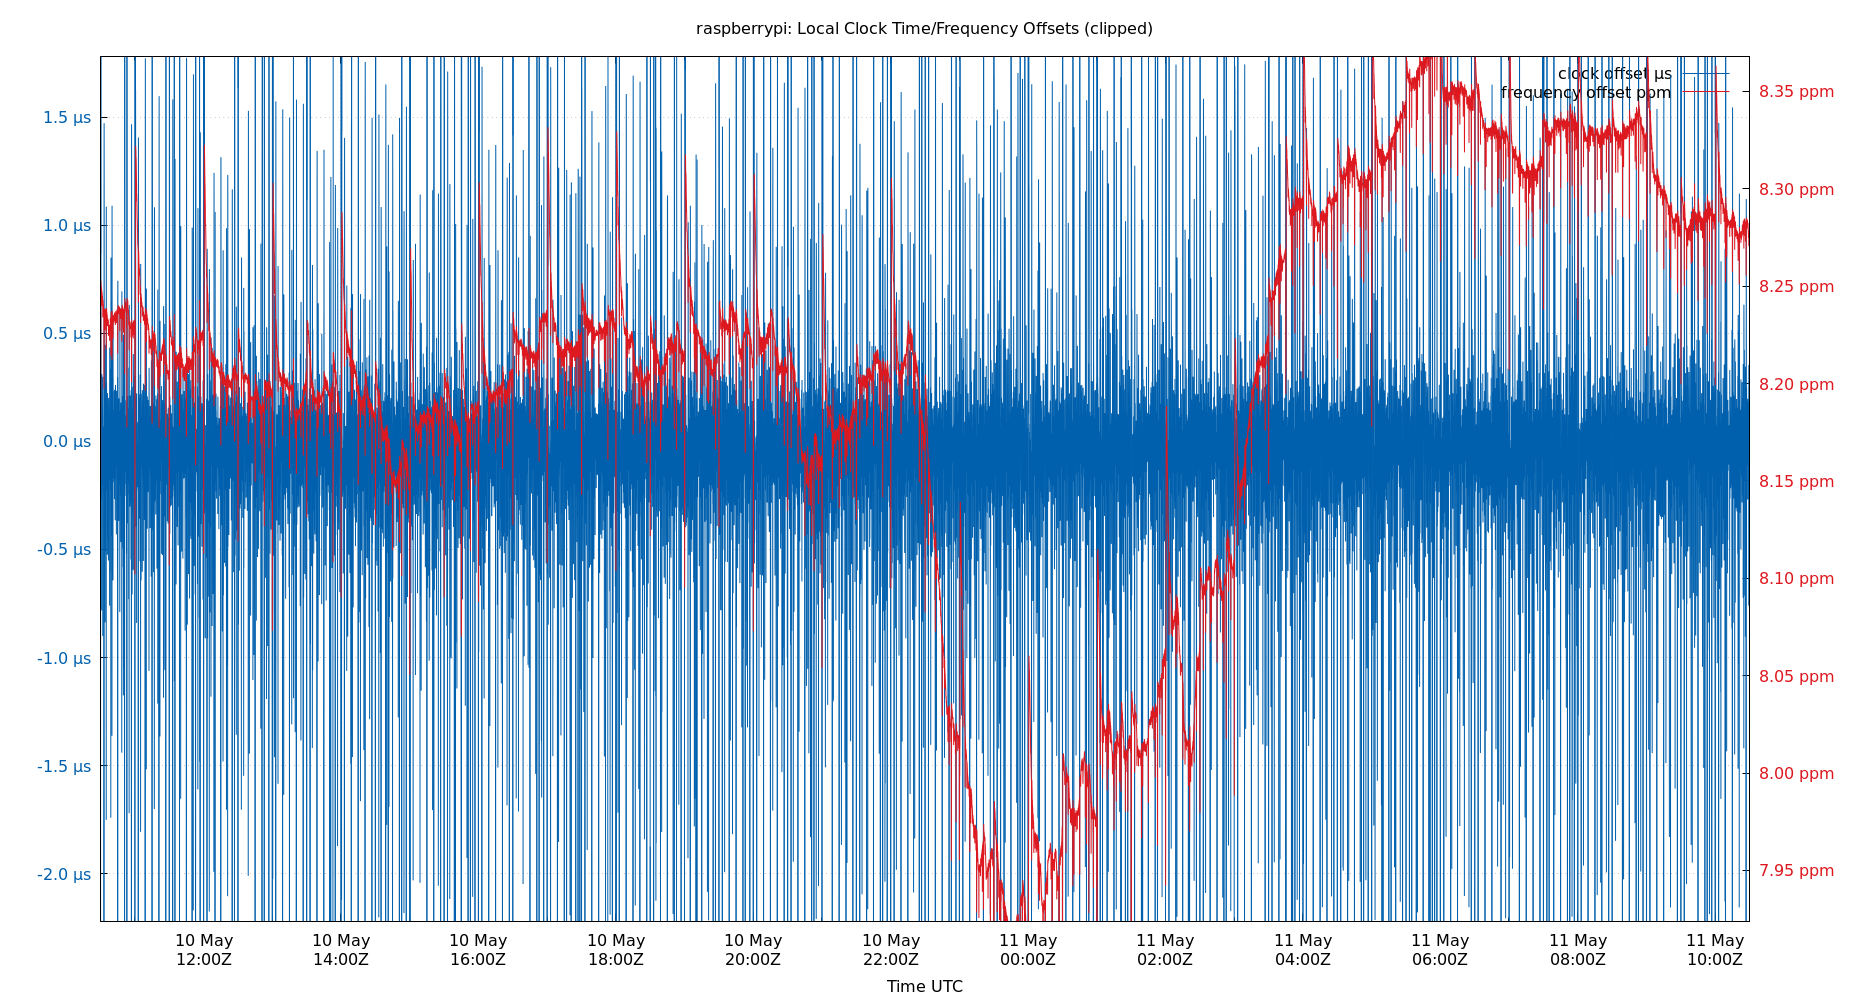 raspberrypi: Local Clock Time/Frequency Offsets (clipped)
clock offset µs
frequency offset ppm
1.5 µs
1.0 µs
0.5 µs
0.0 µs
-0.5 µs
-1.0 µs
-1.5 µs
-2.0 µs
8.35 ppm
8.30 ppm
8.25 ppm
8.20 ppm
8.15 ppm
8.10 ppm
8.05 ppm
8.00 ppm
7.95 ppm
10 May
12:00Z
10 May
14:00Z
10 May
16:00Z
10 May
18:00Z
10 May
20:00Z
10 May
22:00Z
11 May
00:00Z
11 May
02:00Z
11 May
04:00Z
11 May
06:00Z
11 May
08:00Z
11 May
10:00Z
Time UTC